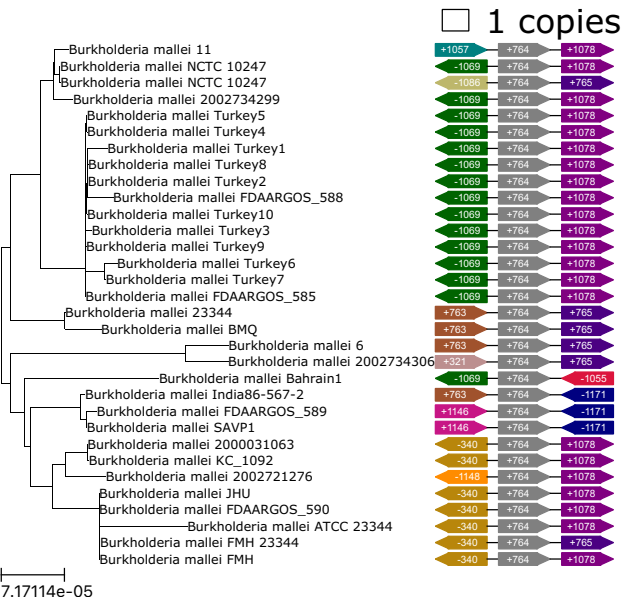 1 copies
Burkholderia mallei 11 +1057 +764 +1078
Burkholderia mallei NCTC 10247 -1069 +764 +1078
Burkholderia mallei NCTC 10247 -1086 +764 +765
Burkholderia mallei 2002734299 -1069 +764 +1078
Burkholderia mallei Turkey5 -1069 +764 +1078
Burkholderia mallei Turkey4 -1069 +764 +1078
Burkholderia mallei Turkey1 -1069 +764 +1078
Burkholderia mallei Turkey8 -1069 +764 +1078
Burkholderia mallei Turkey2 -1069 +764 +1078
Burkholderia mallei FDAARGOS_588 -1069 +764 +1078
Burkholderia mallei Turkey10 -1069 +764 +1078
Burkholderia mallei Turkey3 -1069 +764 +1078
Burkholderia mallei Turkey9 -1069 +764 +1078
Burkholderia mallei Turkey6 -1069 +764 +1078
Burkholderia mallei Turkey7 -1069 +764 +1078
Burkholderia mallei FDAARGOS_585 -1069 +764 +1078
Burkholderia mallei 23344 +763 +764 +765
Burkholderia mallei BMQ +763 +764 +765
Burkholderia mallei 6 +763 +764 +765
Burkholderia mallei 2002734306 +321 +764 +765
Burkholderia mallei Bahrain1 -1069 +764 -1055
Burkholderia mallei India86-567-2 +763 +764 -1171
Burkholderia mallei FDAARGOS_589 +1146 +764 -1171
Burkholderia mallei SAVP1 +1146 +764 -1171
Burkholderia mallei 2000031063 -340 +764 +1078
Burkholderia mallei KC_1092 -340 +764 +1078
Burkholderia mallei 2002721276 -1148 +764 +1078
Burkholderia mallei JHU -340 +764 +1078
Burkholderia mallei FDAARGOS_590 -340 +764 +1078
Burkholderia mallei ATCC 23344 -340 +764 +1078
Burkholderia mallei FMH 23344 -340 +764 +765
Burkholderia mallei FMH -340 +764 +1078
7.17114e-05